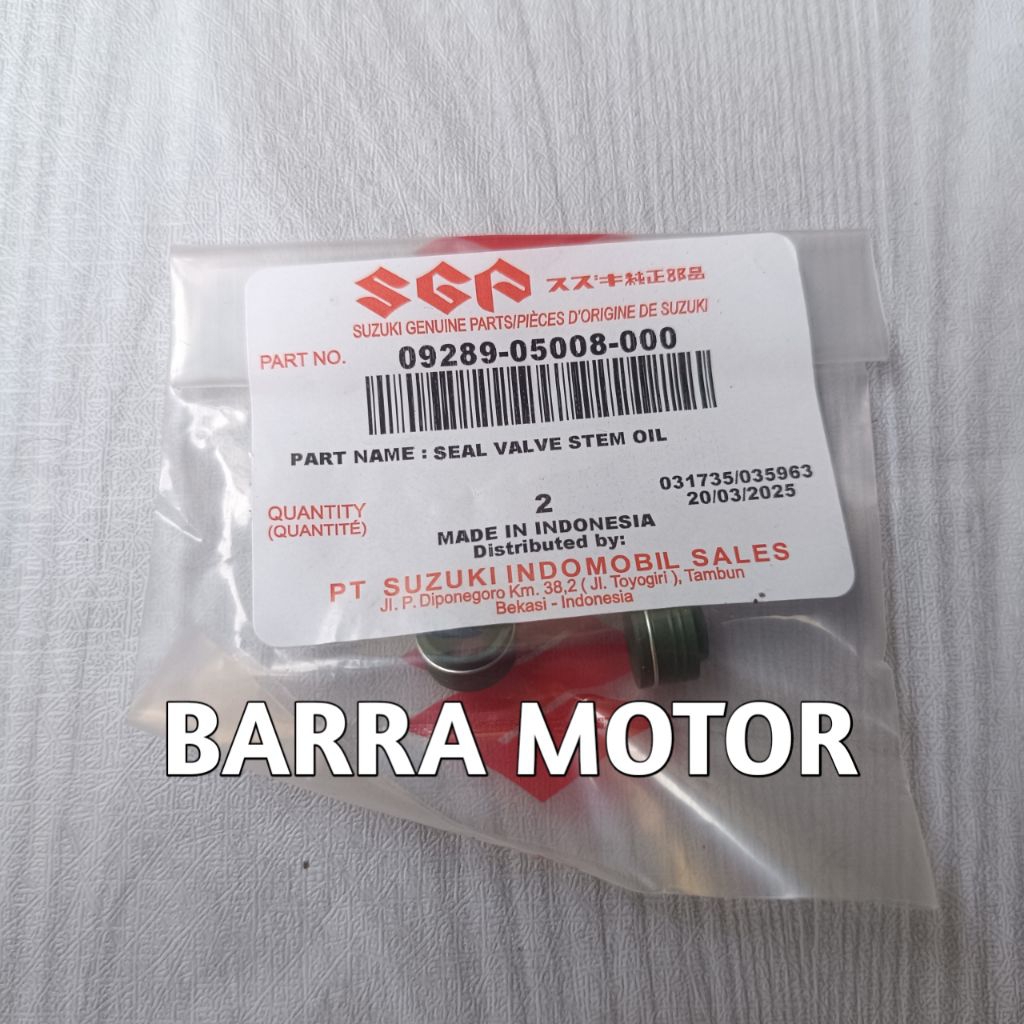 SGP スズキ純正部品
SUZUKI GENUINE PARTS/PIÈCES D'ORIGINE DE SUZUKI
PART NO. 09289-05008-000
PART NAME : SEAL VALVE STEM OIL
031735/035963
QUANTITY 2 20/03/2025
(QUANTITÉ)
MADE IN INDONESIA
Distributed by:
PT SUZUKI INDOMOBIL SALES
Jl. P. Diponegoro Km. 38,2 ( Jl. Toyogiri ), Tambun
Bekasi - Indonesia
BARRA MOTOR